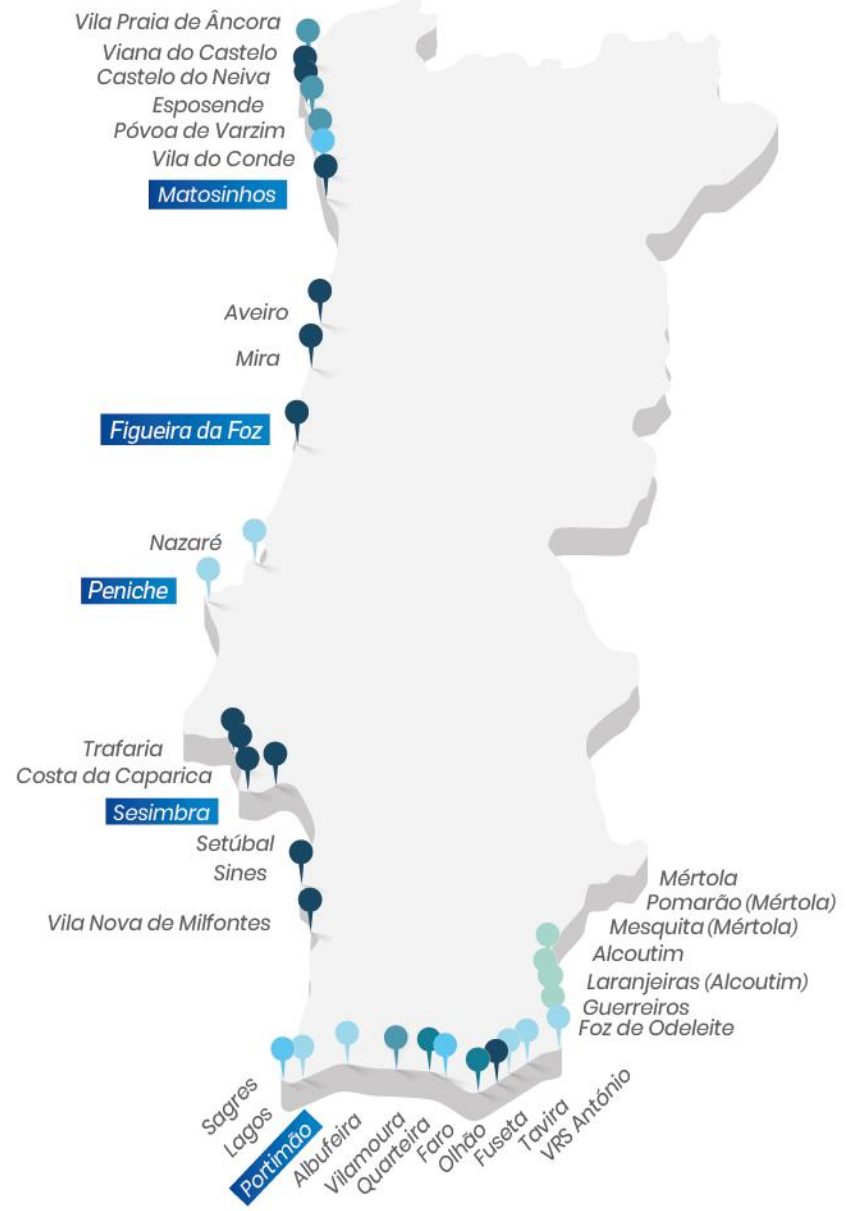 Vila Praia de Âncora
Viana do Castelo
Castelo do Neiva
Esposende
Póvoa de Varzim
Vila do Conde
Matosinhos
Aveiro
Mira
Figueira da Foz
Nazaré
Peniche
Trafaria
Costa da Caparica
Sesimbra
Setúbal
Sines
Vila Nova de Milfontes
Mértola
Pomarão (Mértola)
Mesquita (Mértola)
Alcoutim
Laranjeiras (Alcoutim)
Guerreiros
Foz de Odeleite
Sagres
Lagos
Portimão
Albufeira
Vilamoura
Quarteira
Faro
Olhão
Fuseta
Tavira
VRS António